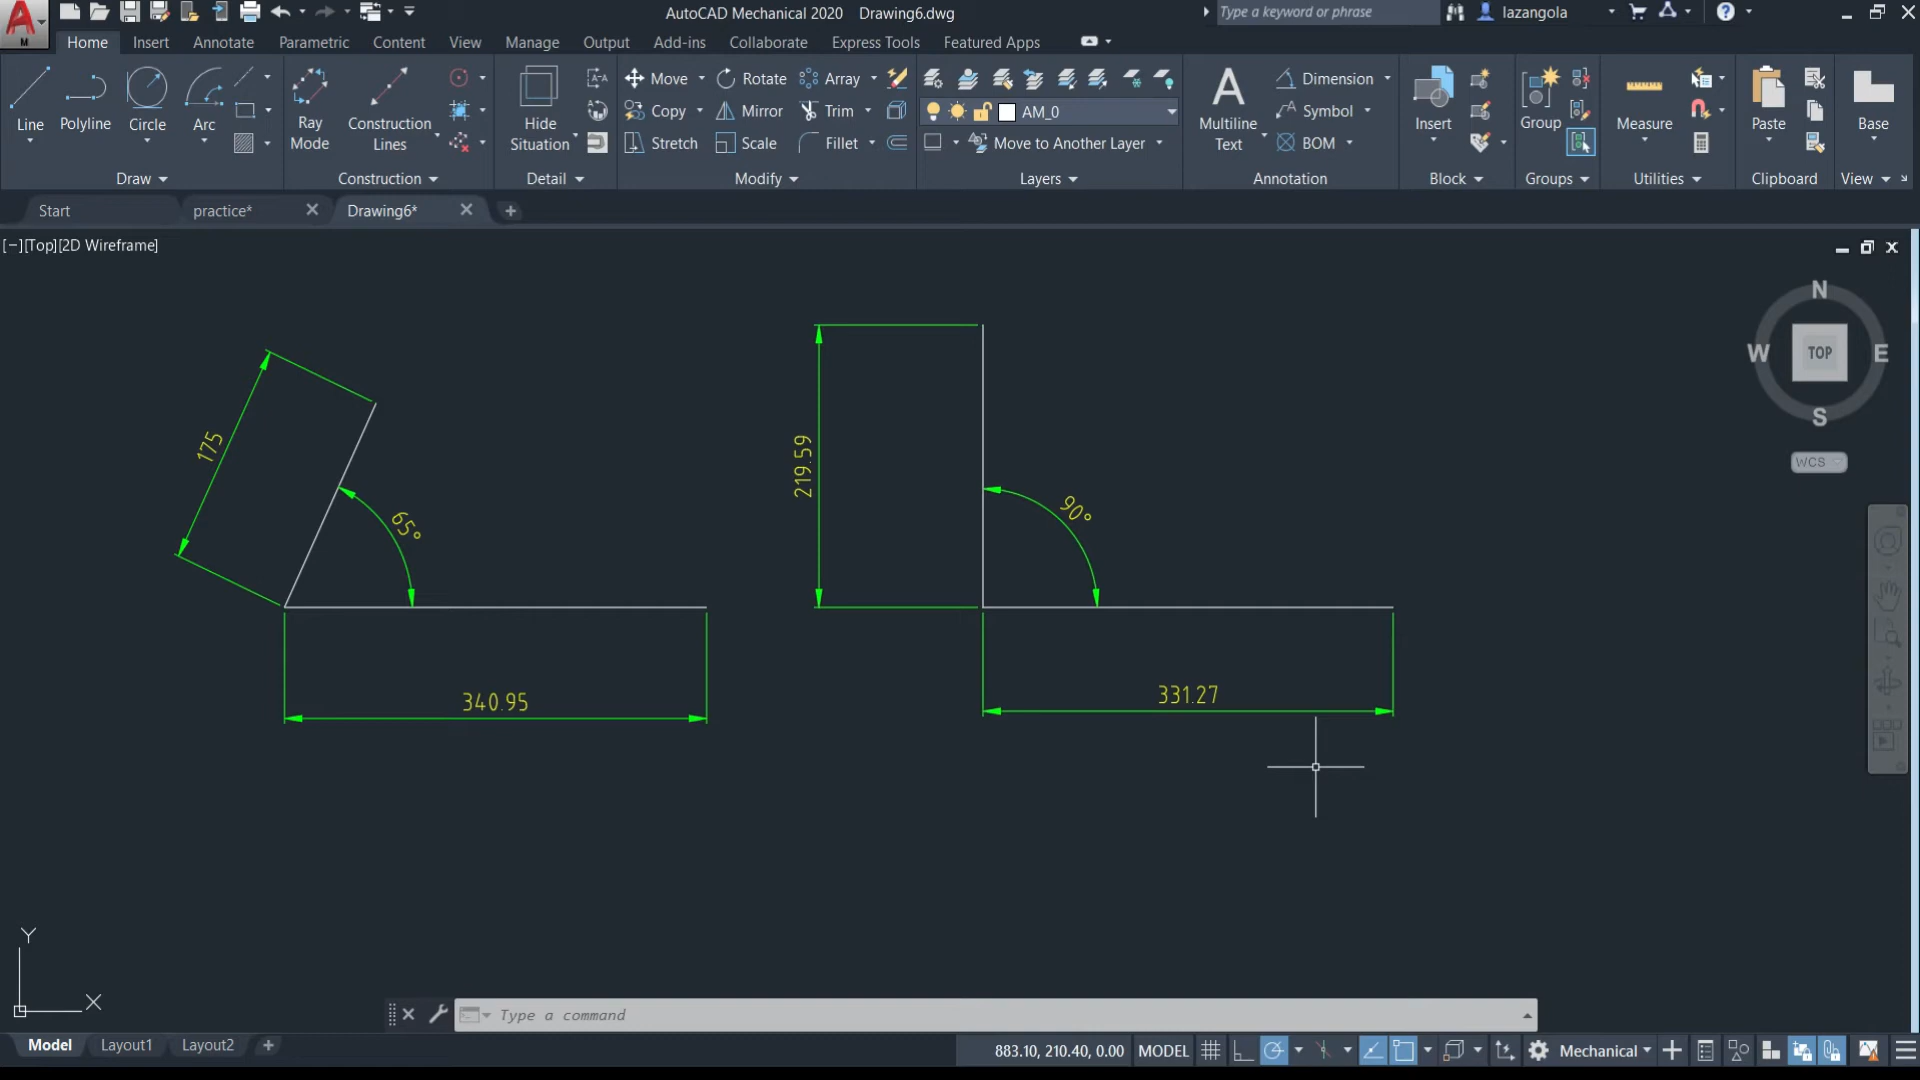 AutoCAD Mechanical 2020 Drawing6.dwg
Type a keyword or phrase
lazangola
M
Home Insert Annotate Parametric Content View Manage Output Add-ins Collaborate Express Tools Featured Apps
Line Polyline Circle Arc
Ray Mode
Construction Lines
Hide Situation
Move Rotate Array
Copy Mirror Trim
Stretch Scale Fillet
AM_0
Move to Another Layer
Multiline Text
Dimension
Symbol
BOM
Insert
Group
Measure
Paste
Base
Draw Construction Detail Modify Layers Annotation Block Groups Utilities Clipboard View
Start practice* Drawing6*
[−][Top][2D Wireframe]
N
W TOP E
S
WCS
175
65°
340.95
219.59
90°
331.27
Y
X
Type a command
Model Layout1 Layout2
883.10, 210.40, 0.00 MODEL Mechanical